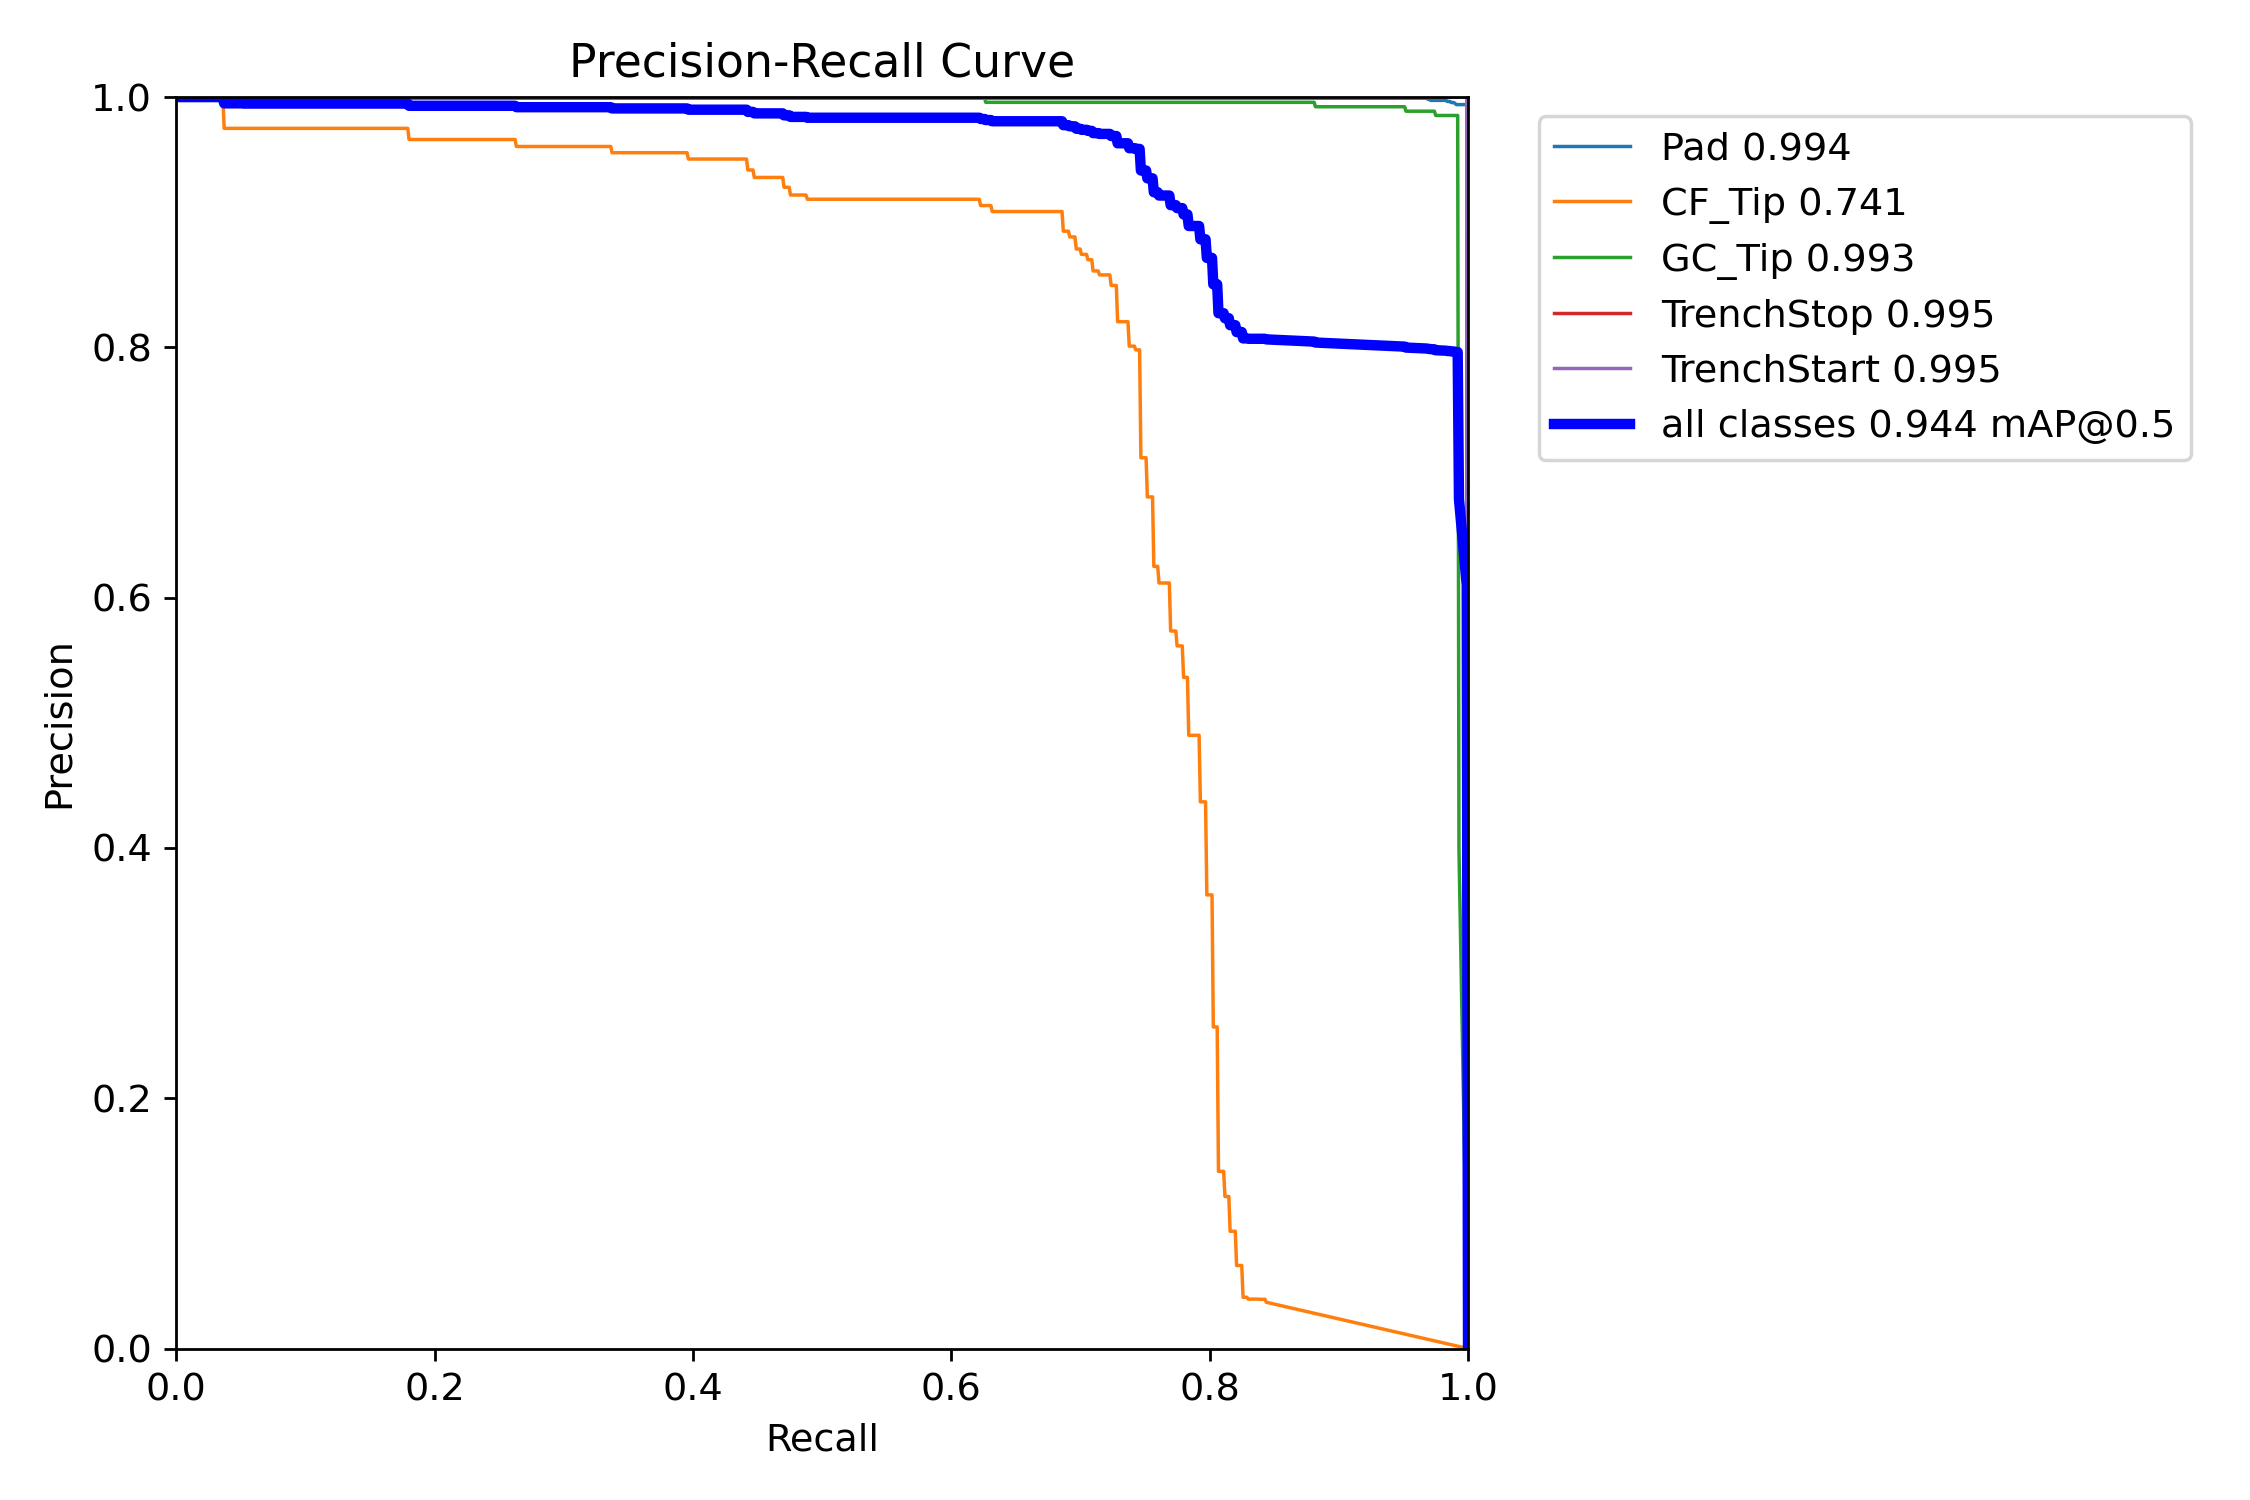 Precision-Recall Curve
1.0
0.8
0.6
0.4
0.2
0.0
Precision
0.0 0.2 0.4 0.6 0.8 1.0
Recall
Pad 0.994
CF_Tip 0.741
GC_Tip 0.993
TrenchStop 0.995
TrenchStart 0.995
all classes 0.944 mAP@0.5